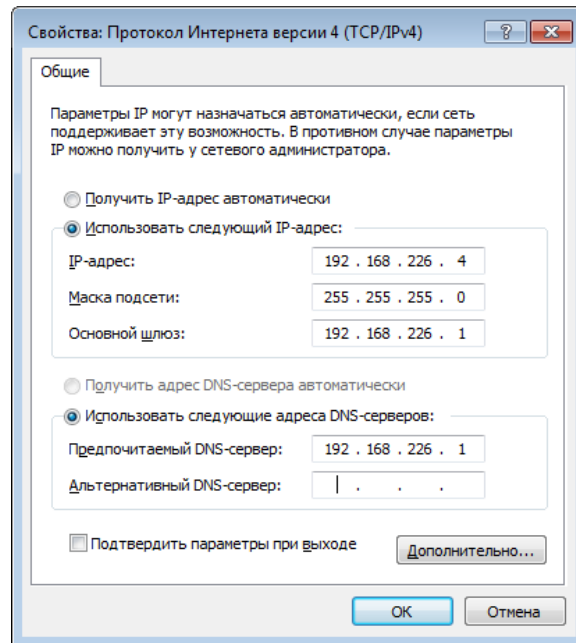 Свойства: Протокол Интернета версии 4 (TCP/IPv4)
Общие
Параметры IP могут назначаться автоматически, если сеть
поддерживает эту возможность. В противном случае параметры
IP можно получить у сетевого администратора.
Получить IP-адрес автоматически
Использовать следующий IP-адрес:
IP-адрес: 192 . 168 . 226 . 4
Маска подсети: 255 . 255 . 255 . 0
Основной шлюз: 192 . 168 . 226 . 1
Получить адрес DNS-сервера автоматически
Использовать следующие адреса DNS-серверов:
Предпочитаемый DNS-сервер: 192 . 168 . 226 . 1
Альтернативный DNS-сервер: . . .
Подтвердить параметры при выходе
Дополнительно...
OK Отмена